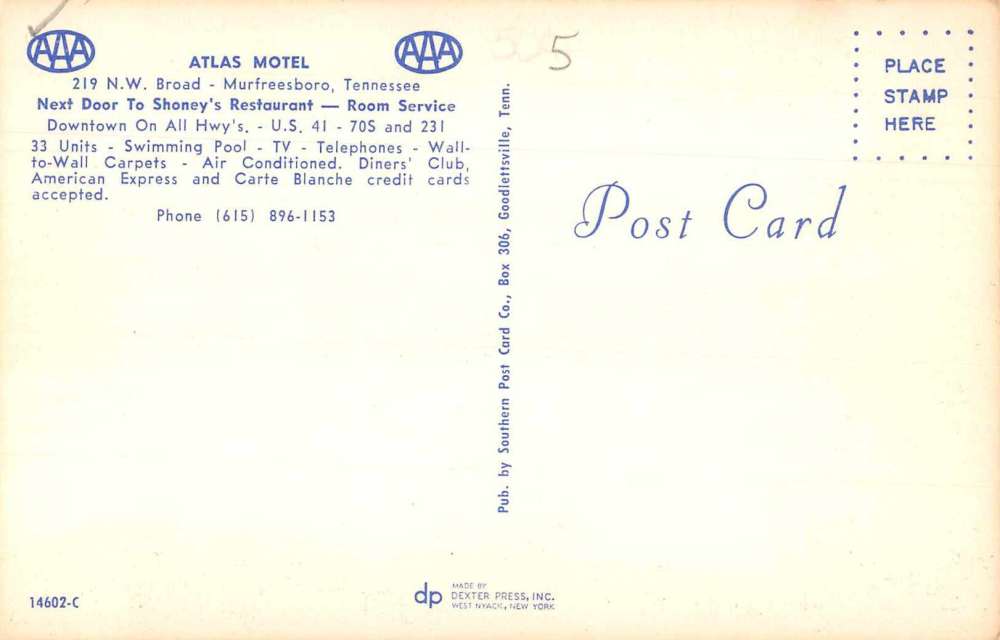 AAA
AAA
5
ATLAS MOTEL
219 N.W. Broad - Murfreesboro, Tennessee
Next Door To Shoney's Restaurant — Room Service
Downtown On All Hwy's. - U.S. 41 - 70S and 231
33 Units - Swimming Pool - TV - Telephones - Wall-
to-Wall Carpets - Air Conditioned. Diners' Club,
American Express and Carte Blanche credit cards
accepted.
Phone (615) 896-1153
Pub. by Southern Post Card Co., Box 306, Goodlettsville, Tenn.
PLACE
STAMP
HERE
Post Card
14602-C
dp
MADE BY
DEXTER PRESS, INC.
WEST NYACK, NEW YORK